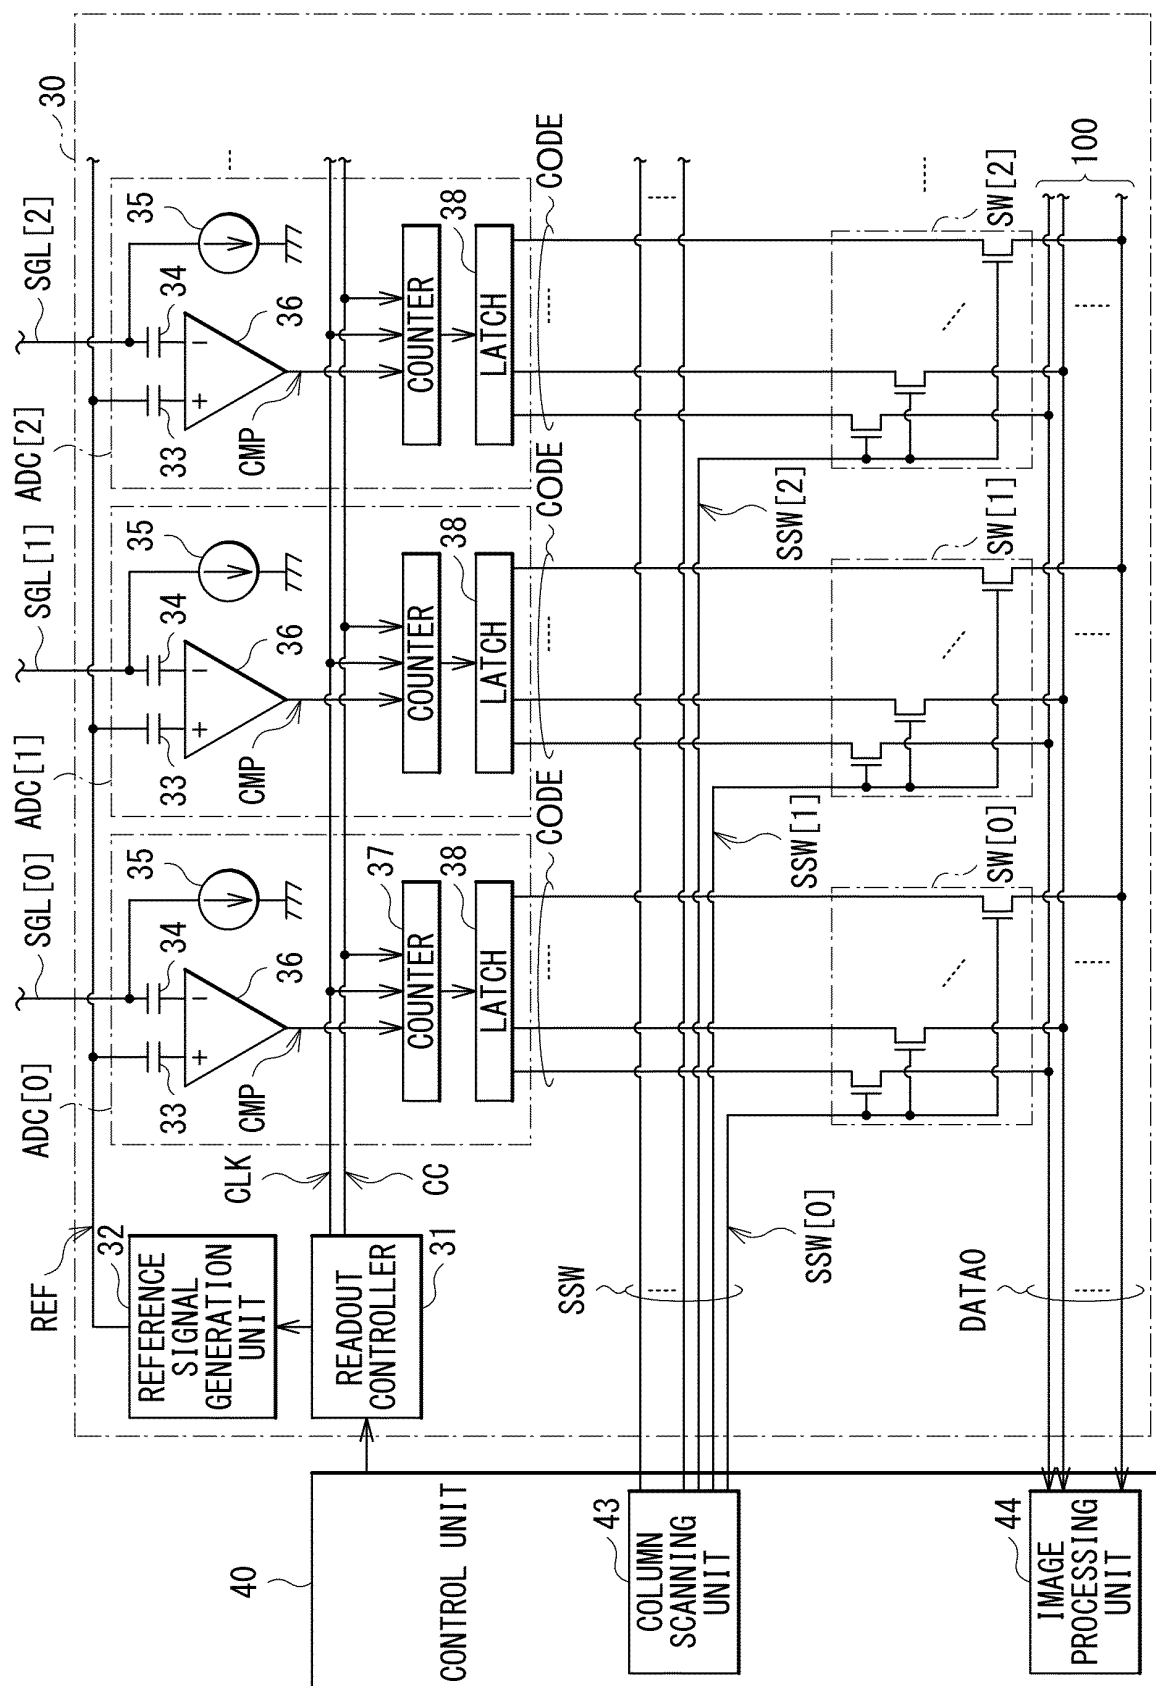 30
SGL[0]
SGL[1]
SGL[2]
ADC[0]
ADC[1]
ADC[2]
REF
32
REFERENCE
SIGNAL
GENERATION
UNIT
33
34
35
33
34
35
33
34
35
+
−
+
−
+
−
36
36
36
CMP
CMP
CMP
CLK
CC
READOUT
CONTROLLER
31
37
COUNTER
COUNTER
COUNTER
38
LATCH
38
LATCH
38
LATCH
CODE
CODE
CODE
40
CONTROL UNIT
43
COLUMN
SCANNING
UNIT
SSW
SSW[0]
SSW[1]
SSW[2]
SW[0]
SW[1]
SW[2]
DATA0
100
44
IMAGE
PROCESSING
UNIT